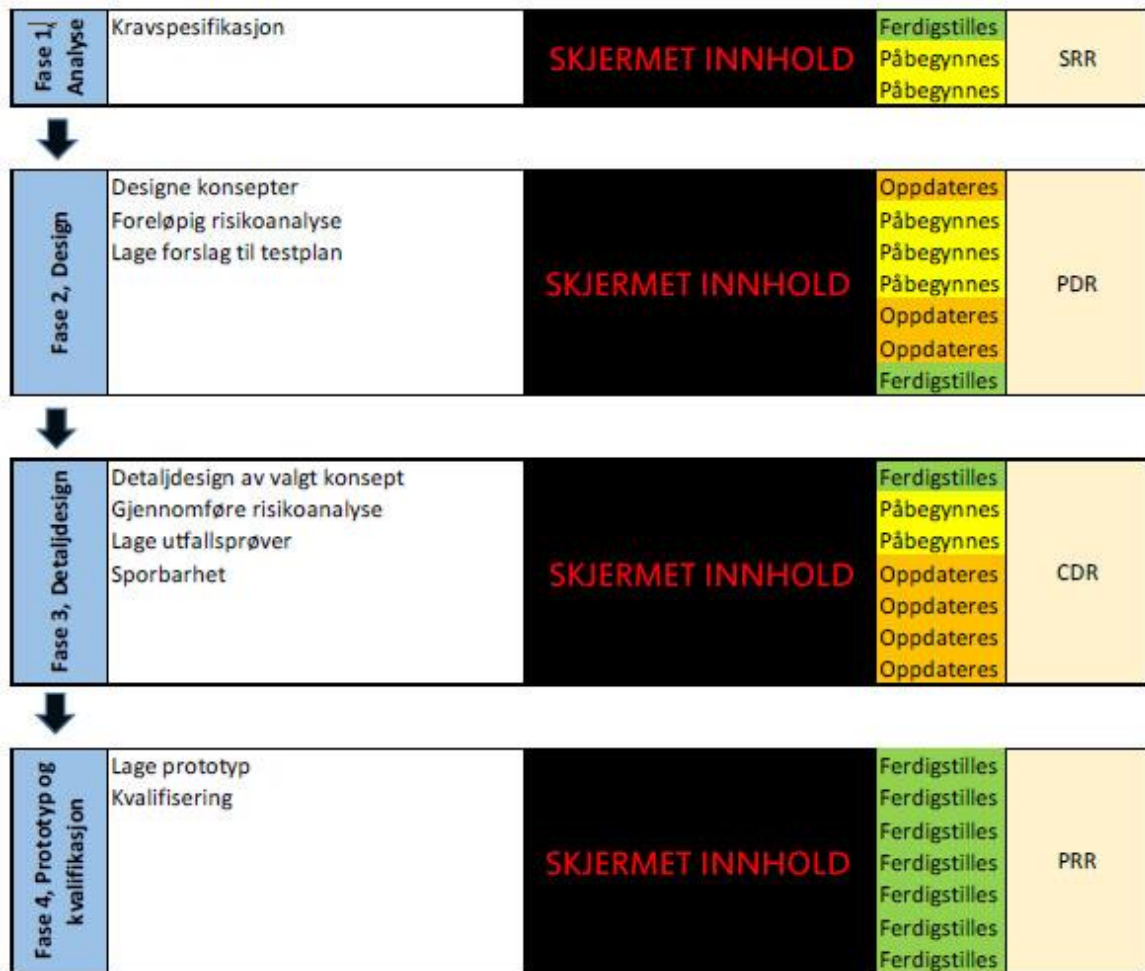 Fase 1,
Analyse
Kravspesifikasjon
SKJERMET INNHOLD
Ferdigstilles
Påbegynnes
Påbegynnes
SRR
Fase 2, Design
Designe konsepter
Foreløpig risikoanalyse
Lage forslag til testplan
SKJERMET INNHOLD
Oppdateres
Påbegynnes
Påbegynnes
Påbegynnes
Oppdateres
Oppdateres
Ferdigstilles
PDR
Fase 3, Detaljdesign
Detaljdesign av valgt konsept
Gjennomføre risikoanalyse
Lage utfallsprøver
Sporbarhet
SKJERMET INNHOLD
Ferdigstilles
Påbegynnes
Påbegynnes
Oppdateres
Oppdateres
Oppdateres
Oppdateres
CDR
Fase 4, Prototyp og
kvalifikasjon
Lage prototyp
Kvalifisering
SKJERMET INNHOLD
Ferdigstilles
Ferdigstilles
Ferdigstilles
Ferdigstilles
Ferdigstilles
Ferdigstilles
Ferdigstilles
PRR